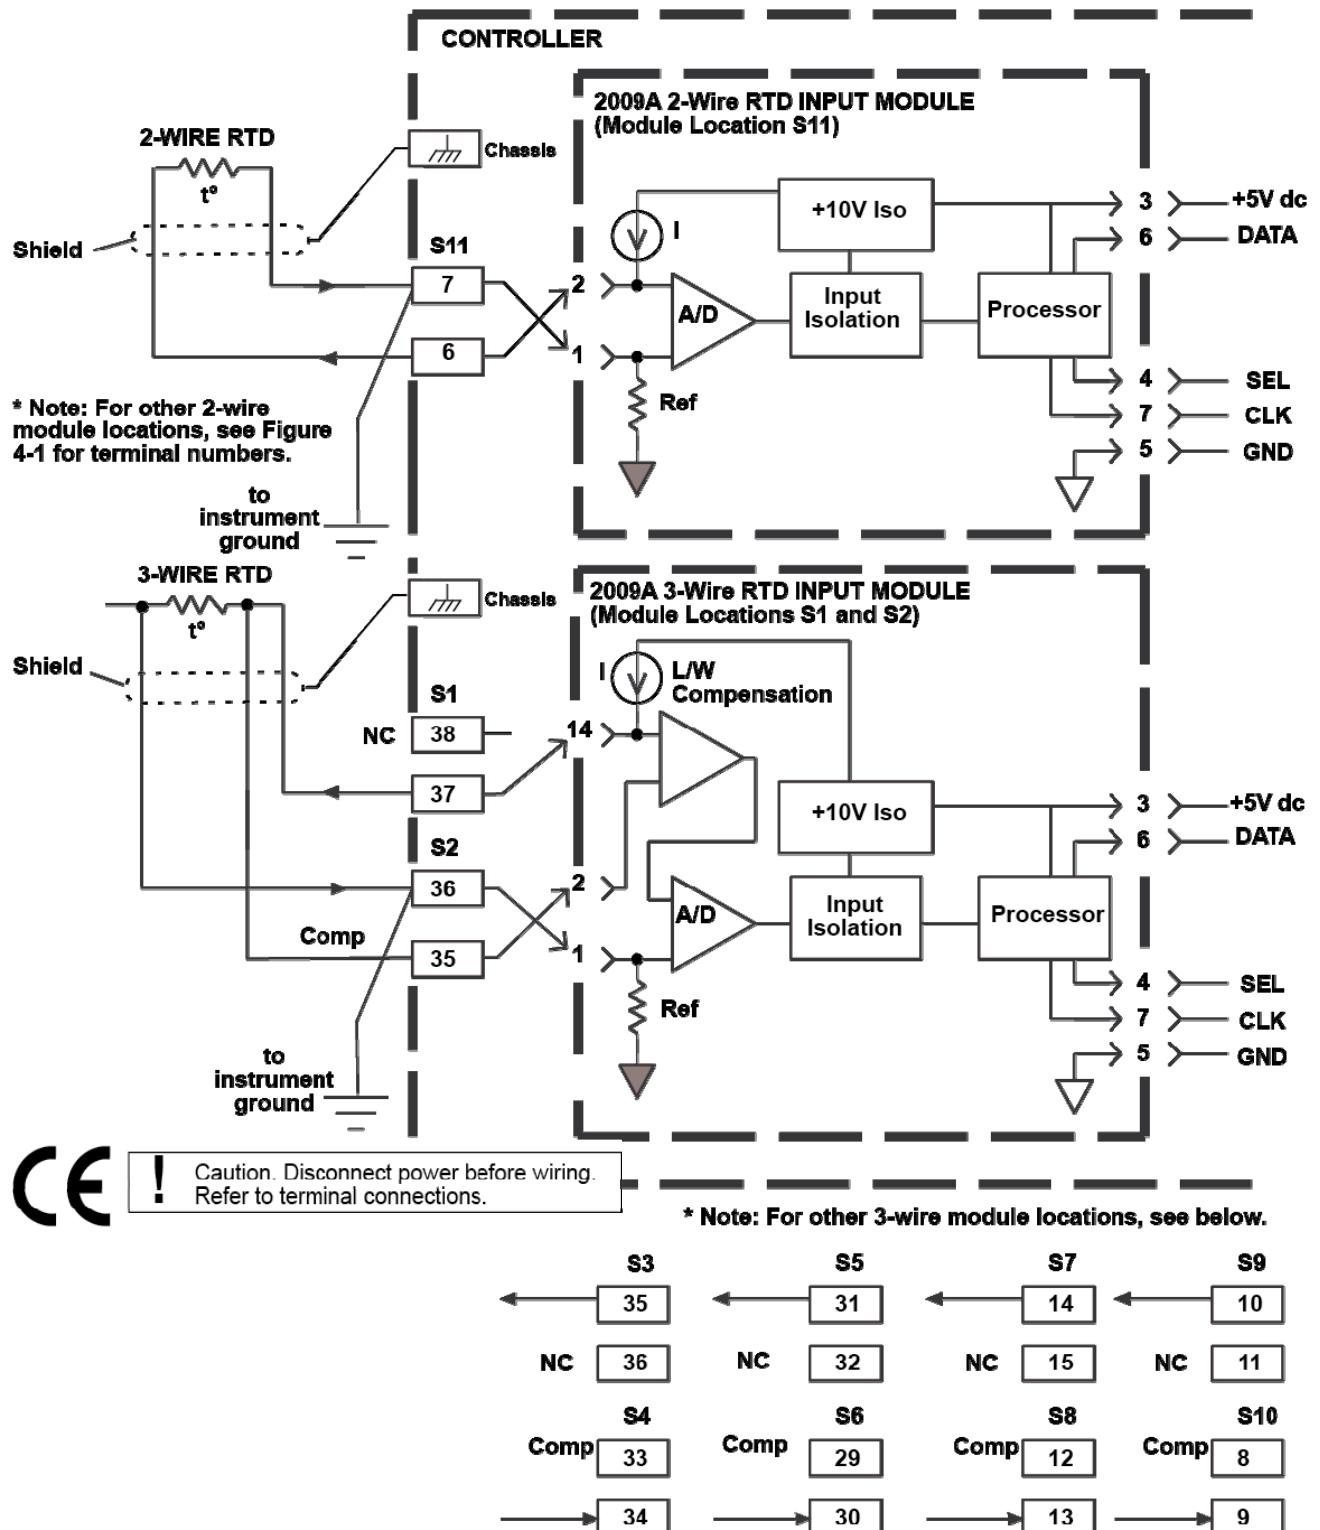 CONTROLLER
2009A 2-Wire RTD INPUT MODULE
(Module Location S11)
2-WIRE RTD
t°
Chassis
Shield
S11
7
6
2
1
I
+10V Iso
A/D
Input
Isolation
Processor
Ref
3 +5V dc
6 DATA
4 SEL
7 CLK
5 GND
* Note: For other 2-wire
module locations, see Figure
4-1 for terminal numbers.
to
instrument
ground
3-WIRE RTD
t°
Chassis
Shield
2009A 3-Wire RTD INPUT MODULE
(Module Locations S1 and S2)
I
L/W
Compensation
S1
NC 38
37
S2
36
Comp 35
14
2
1
+10V Iso
A/D
Input
Isolation
Processor
Ref
3 +5V dc
6 DATA
4 SEL
7 CLK
5 GND
to
instrument
ground
CE
! Caution. Disconnect power before wiring.
Refer to terminal connections.
* Note: For other 3-wire module locations, see below.
S3 S5 S7 S9
35 31 14 10
NC 36 NC 32 NC 15 NC 11
S4 S6 S8 S10
Comp 33 Comp 29 Comp 12 Comp 8
34 30 13 9